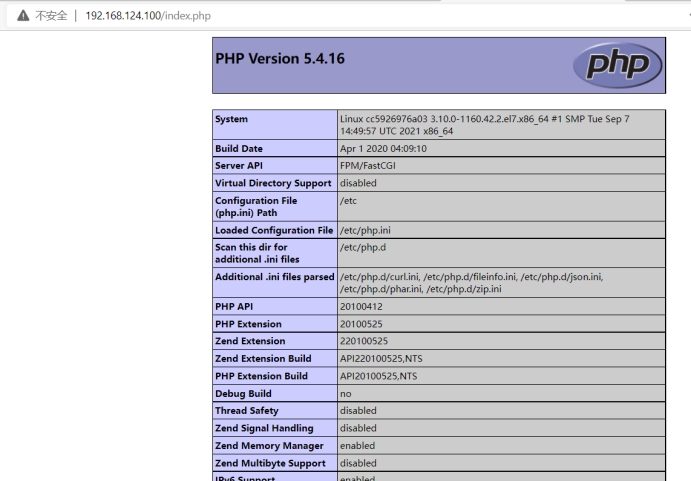 不安全 | 192.168.124.100/index.php
PHP Version 5.4.16
php
System Linux cc5926976a03 3.10.0-1160.42.2.el7.x86_64 #1 SMP Tue Sep 7
14:49:57 UTC 2021 x86_64
Build Date Apr 1 2020 04:09:10
Server API FPM/FastCGI
Virtual Directory Support disabled
Configuration File
(php.ini) Path /etc
Loaded Configuration File /etc/php.ini
Scan this dir for
additional .ini files /etc/php.d
Additional .ini files parsed /etc/php.d/curl.ini, /etc/php.d/fileinfo.ini, /etc/php.d/json.ini,
/etc/php.d/phar.ini, /etc/php.d/zip.ini
PHP API 20100412
PHP Extension 20100525
Zend Extension 220100525
Zend Extension Build API220100525,NTS
PHP Extension Build API20100525,NTS
Debug Build no
Thread Safety disabled
Zend Signal Handling disabled
Zend Memory Manager enabled
Zend Multibyte Support disabled
IPv6 Support enabled